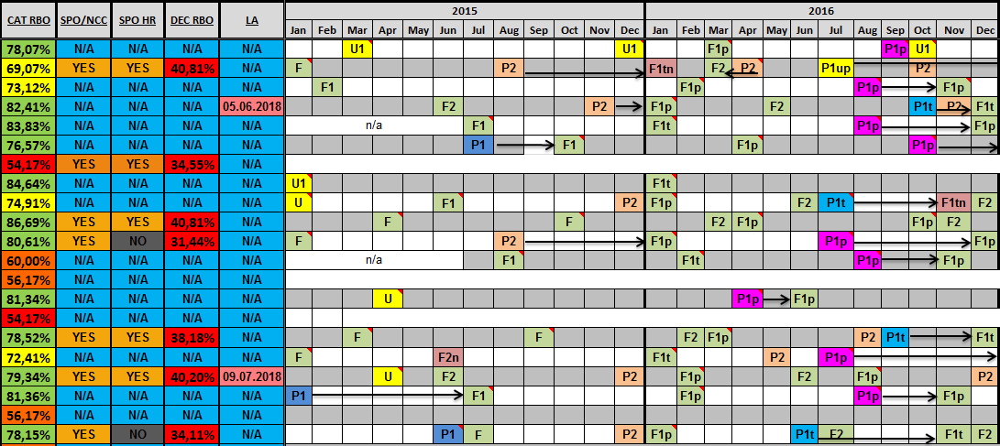 CAT RBO SPO/NCC SPO HR DEC RBO LA 2015 2016
Jan Feb Mar Apr May Jun Jul Aug Sep Oct Nov Dec Jan Feb Mar Apr May Jun Jul Aug Sep Oct Nov Dec
78,07% N/A N/A N/A N/A U1 U1 F1p P1p U1
69,07% YES YES 40,81% N/A F P2 F1tn F2 P2 P1up P2
73,12% N/A N/A N/A N/A F1 F1p P1p F1p
82,41% N/A N/A N/A 05.06.2018 F2 P2 F1p F2 P1t P2 F1t
83,83% N/A N/A N/A N/A n/a F1 F1t P1p F1p
76,57% N/A N/A N/A N/A P1 F1 F1p P1p
54,17% YES YES 34,55% N/A
84,64% N/A N/A N/A N/A U1 F1t
74,91% N/A N/A N/A N/A U F1 P2 F1p F2 P1t F1tn
86,69% YES YES 40,81% N/A F F F2 F1p F1p F2
80,61% YES NO 31,44% N/A F P2 F1p P1p F1p
60,00% N/A N/A N/A N/A n/a F1 F1t P1p F1p
56,17% N/A N/A N/A N/A
81,34% N/A N/A N/A N/A U P1p F1p
54,17% N/A N/A N/A N/A
78,52% YES YES 38,18% N/A F F F2 F1p P2 P1t F1t
72,41% N/A N/A N/A N/A F F2n F1t P2 P1p
79,34% YES YES 40,20% 09.07.2018 U F2 P2 F1p F2 F1p P2
81,36% N/A N/A N/A N/A P1 F1 F1p P1p F1p
56,17% N/A N/A N/A N/A
78,15% YES NO 34,11% N/A P1 F P2 F1p P1t F2 F1t F2